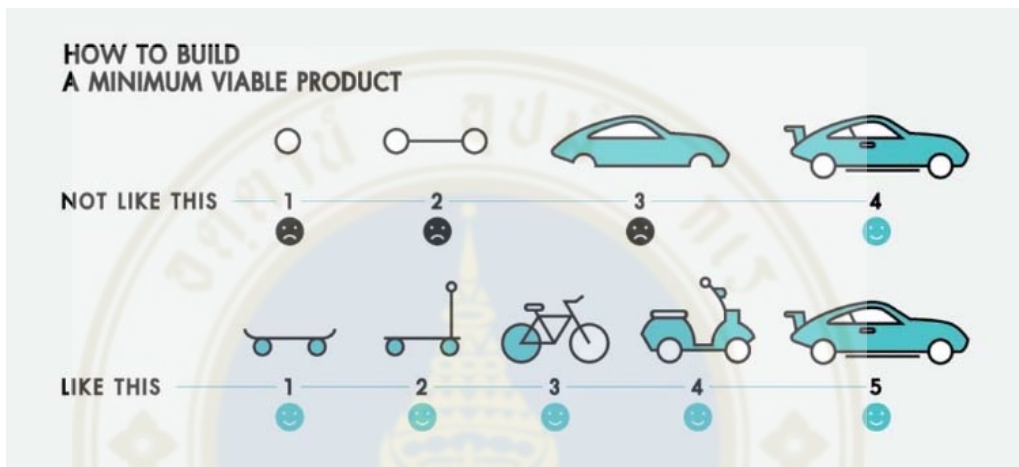 HOW TO BUILD
A MINIMUM VIABLE PRODUCT
NOT LIKE THIS 1 2 3 4
LIKE THIS 1 2 3 4 5